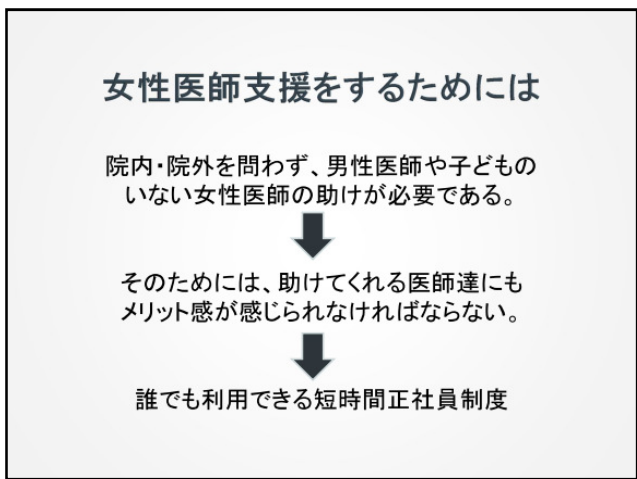 女性医師支援をするためには
院内・院外を問わず、男性医師や子どもの
いない女性医師の助けが必要である。
そのためには、助けてくれる医師達にも
メリット感が感じられなければならない。
誰でも利用できる短時間正社員制度